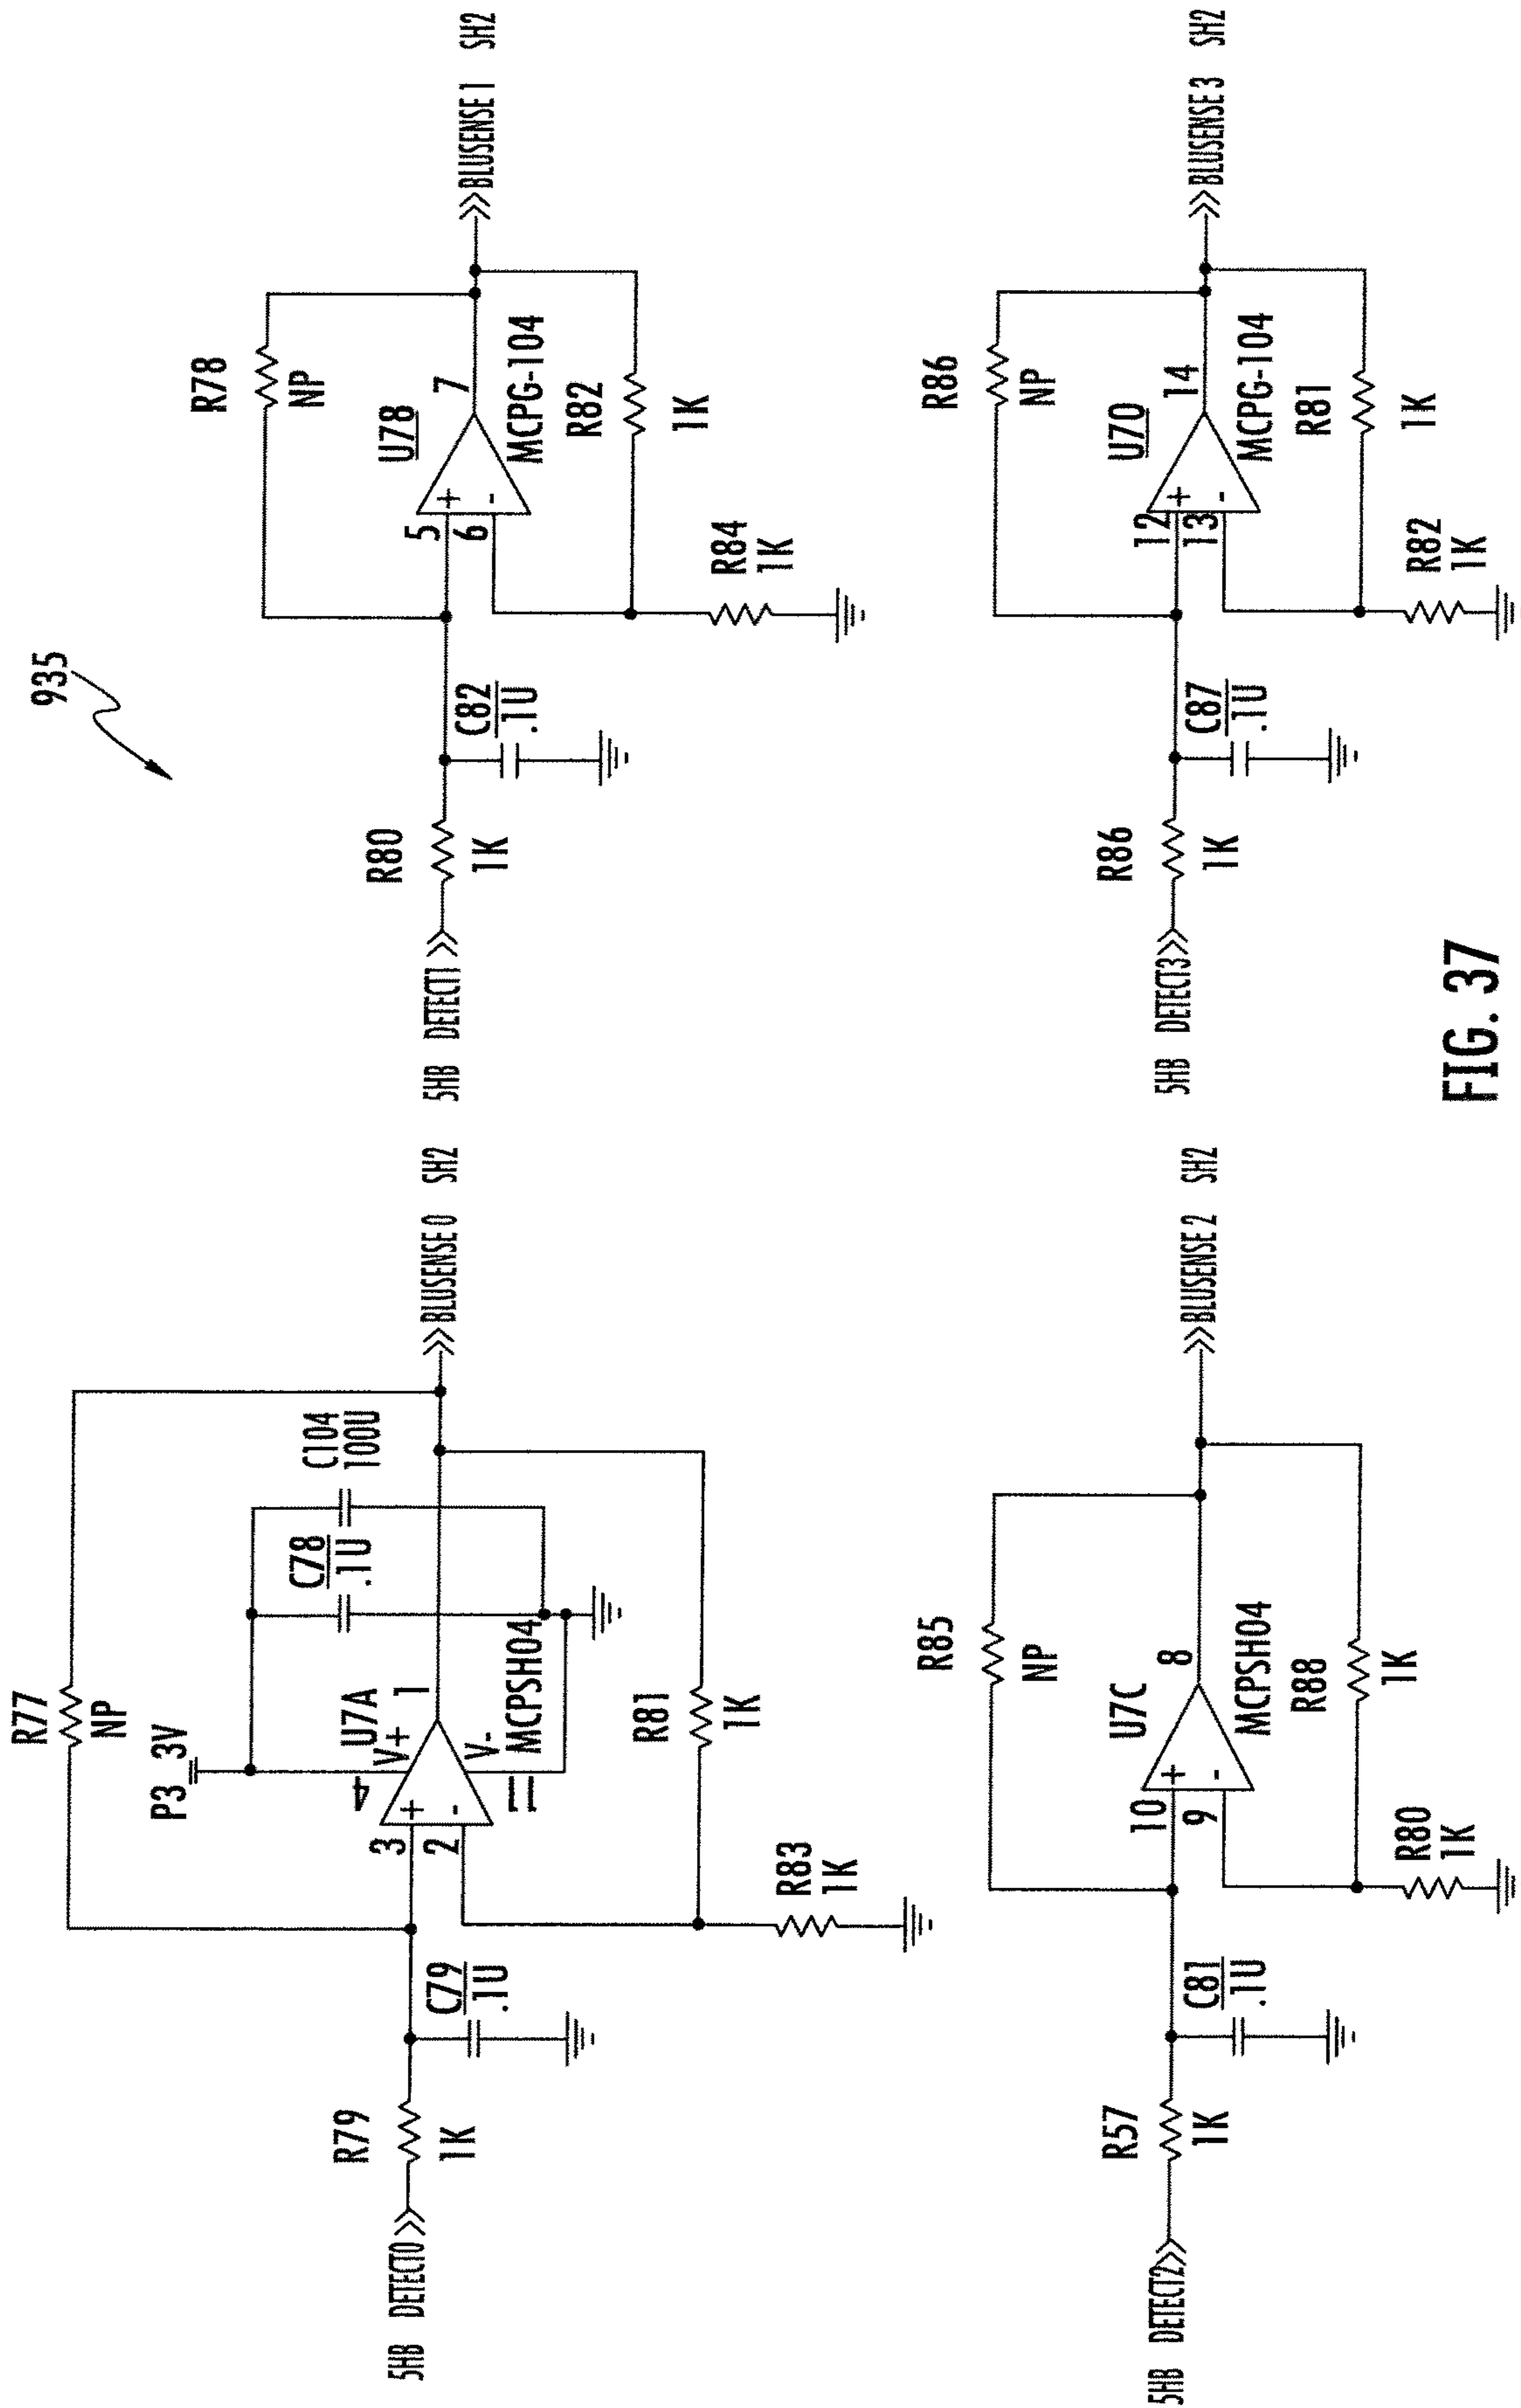 935
5HB DETECT0
R79
1K
C79
.1U
R77
NP
P3 3V
U7A
V+
V-
4
3
2
1
11
MCPSH04
C78
.1U
C104
100U
R81
1K
R83
1K
BLUSENSE 0 SH2
5HB DETECT1
R80
1K
C82
.1U
R78
NP
U78
5
6
7
MCPG-104
R82
1K
R84
1K
BLUSENSE 1 SH2
5HB DETECT2
R57
1K
C81
.1U
R85
NP
U7C
10
9
8
MCPSH04
R88
1K
R80
1K
BLUSENSE 2 SH2
5HB DETECT3
R86
1K
C87
.1U
R86
NP
U70
12
13
14
MCPG-104
R81
1K
R82
1K
BLUSENSE 3 SH2
FIG. 37